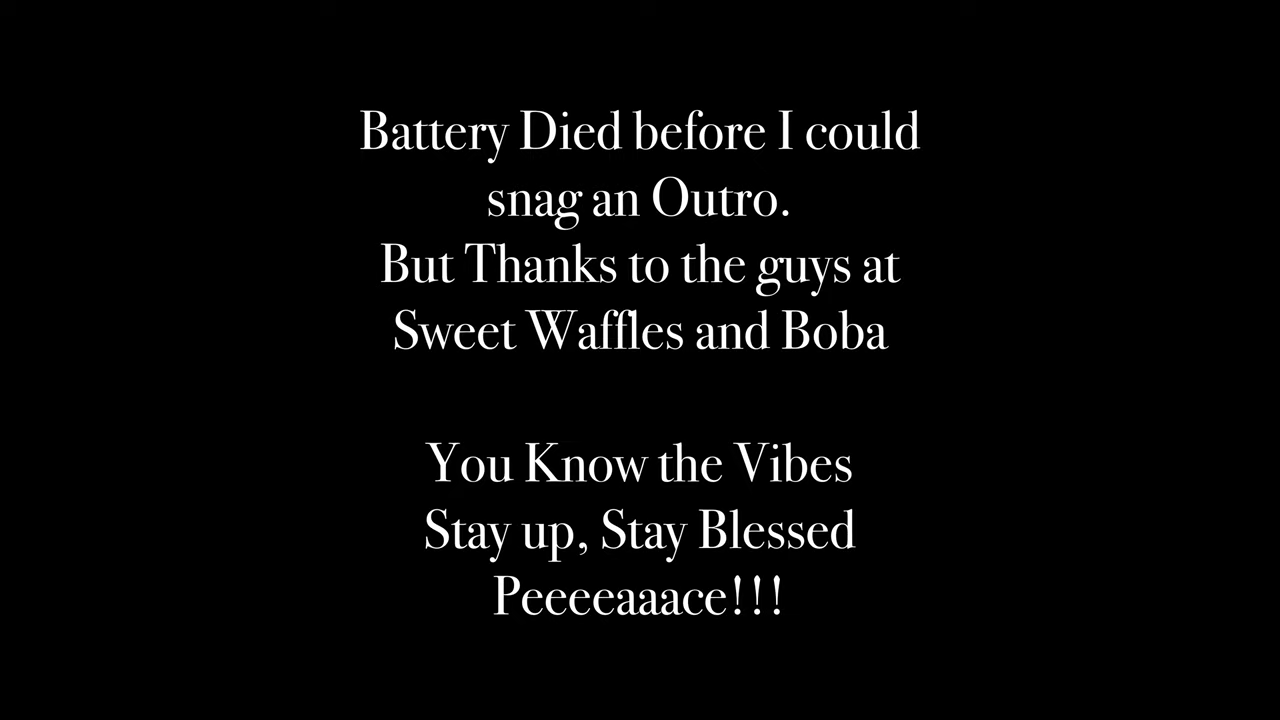 Battery Died before I could
snag an Outro.
But Thanks to the guys at
Sweet Waffles and Boba
You Know the Vibes
Stay up, Stay Blessed
Peeeeaaace!!!